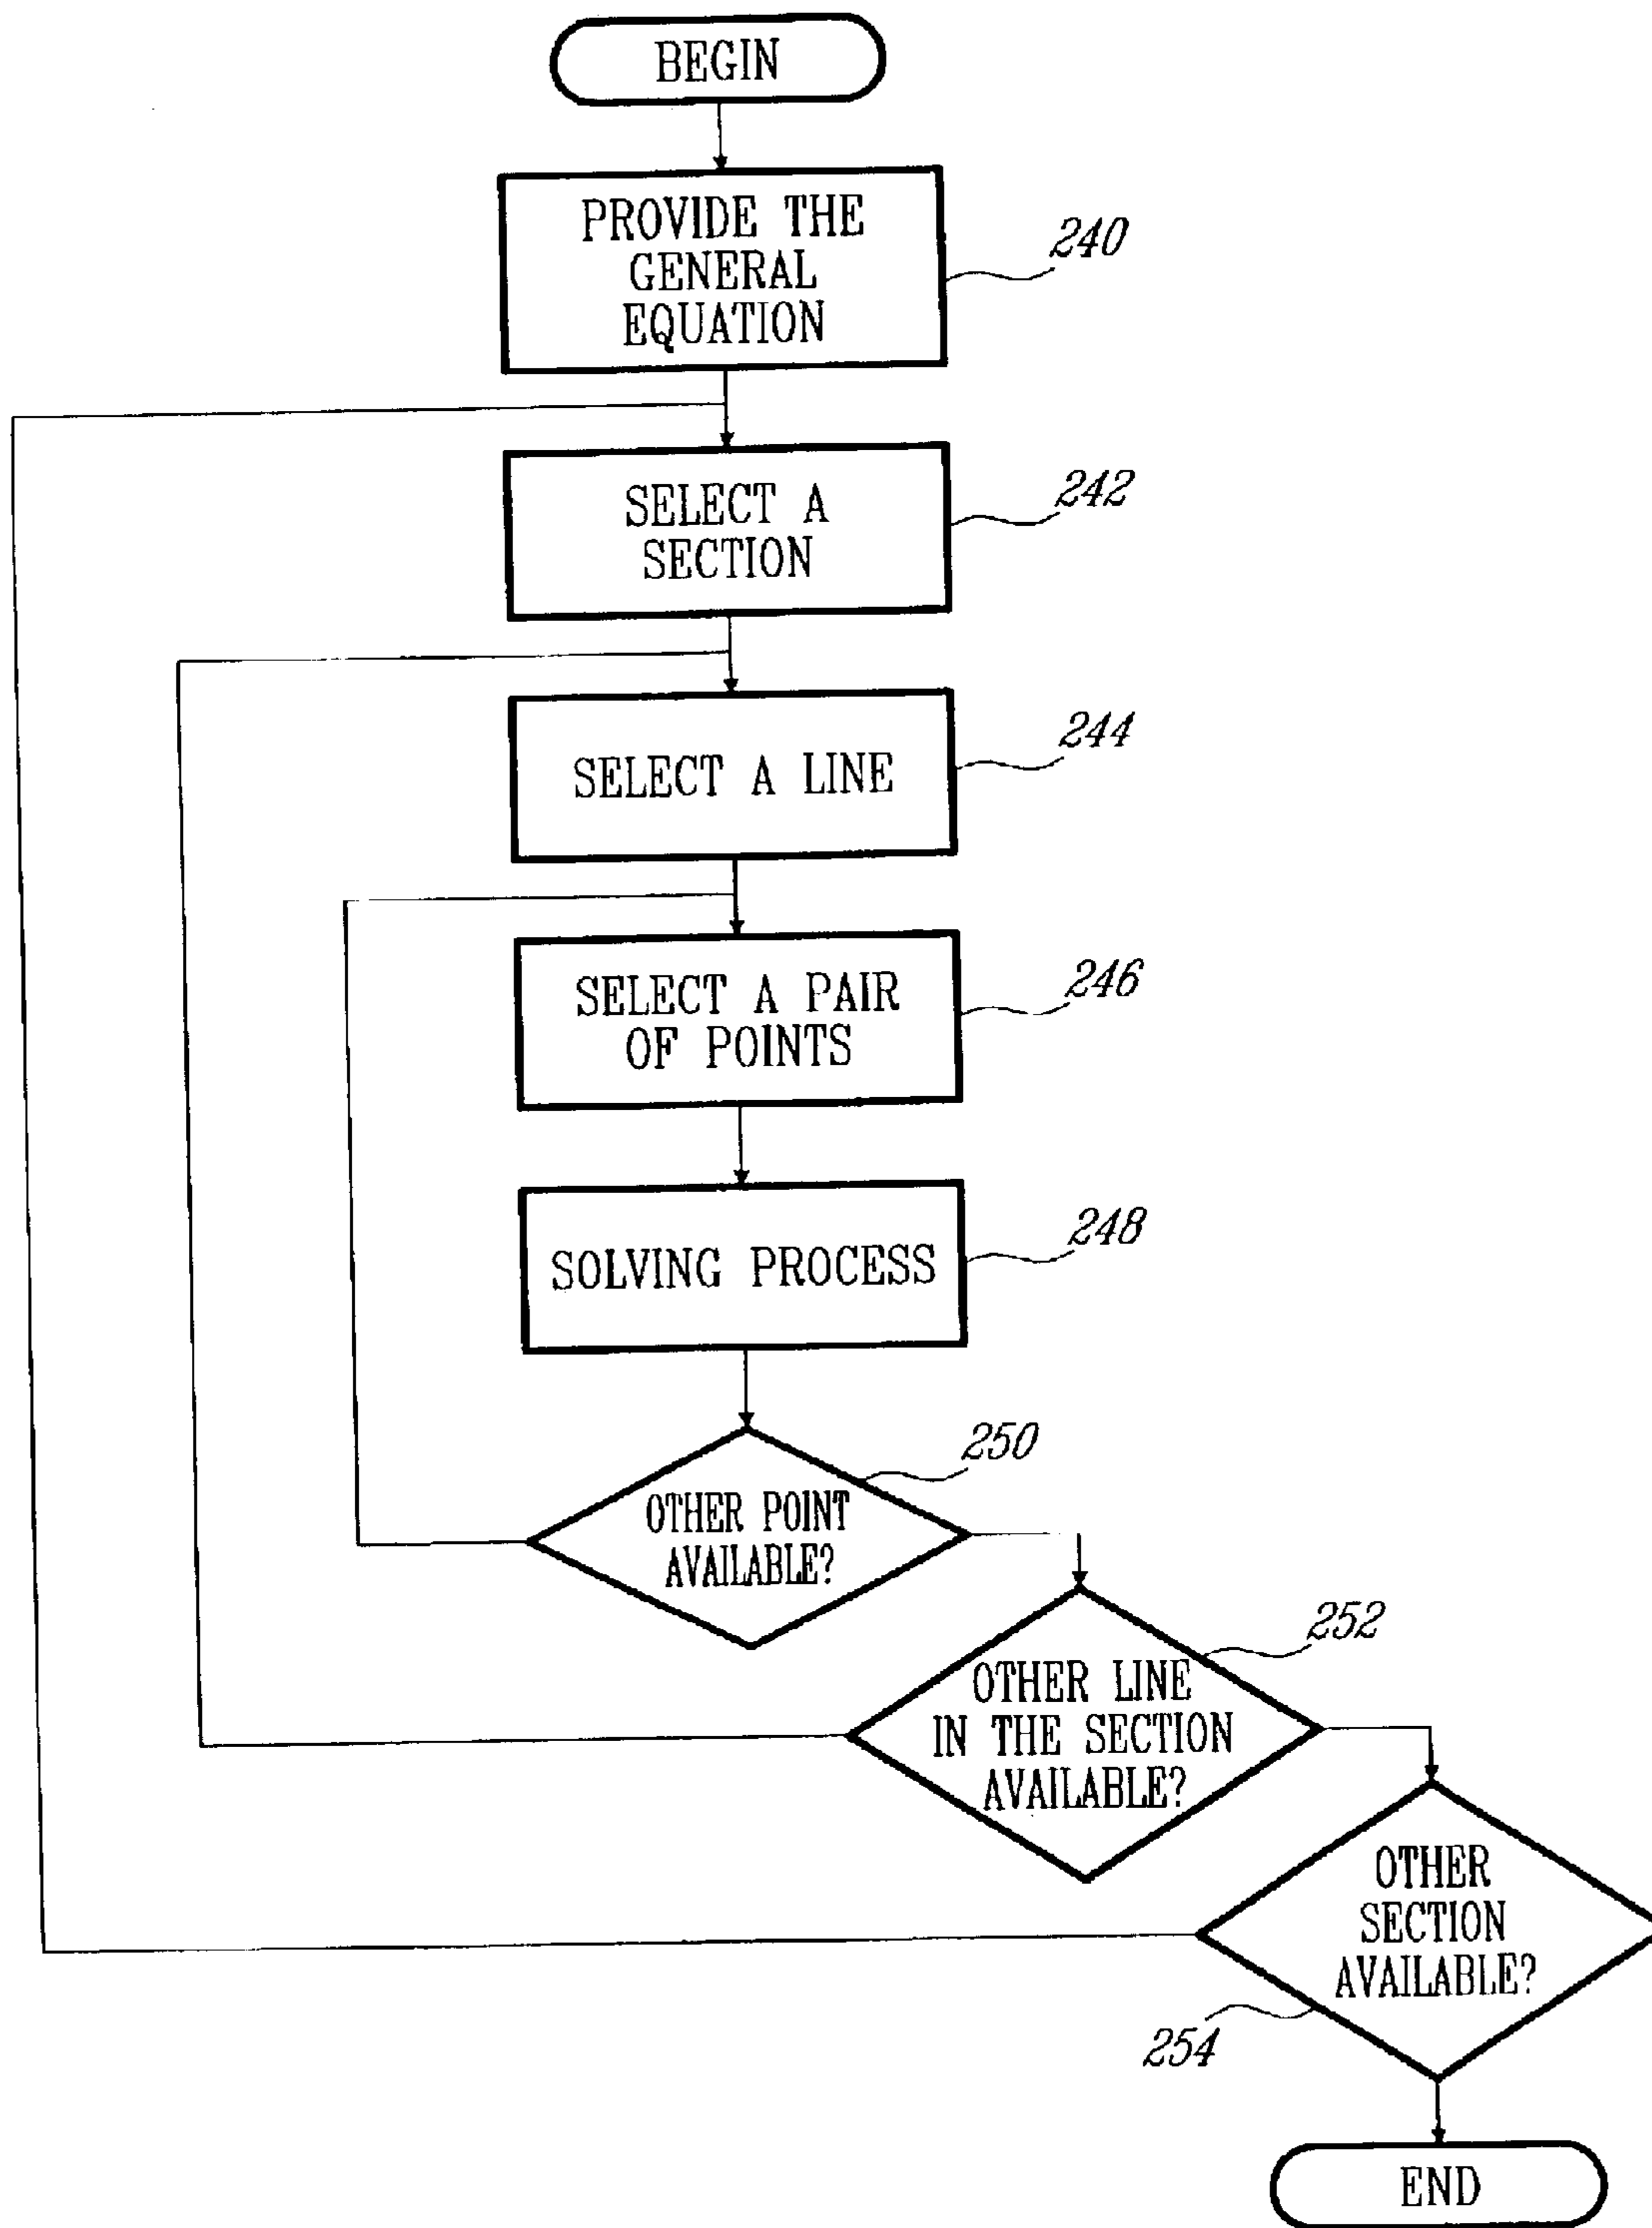 BEGIN
PROVIDE THE
GENERAL
EQUATION
240
SELECT A
SECTION
242
SELECT A LINE
244
SELECT A PAIR
OF POINTS
246
SOLVING PROCESS
248
OTHER POINT
AVAILABLE?
250
OTHER LINE
IN THE SECTION
AVAILABLE?
252
OTHER
SECTION
AVAILABLE?
254
END